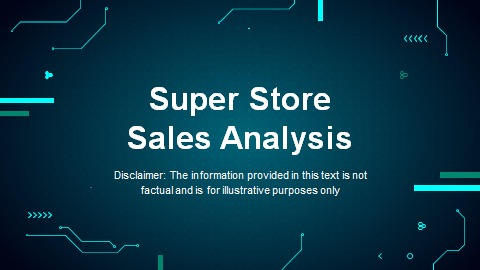 Super Store
Sales Analysis
Disclaimer: The information provided in this text is not
factual and is for illustrative purposes only